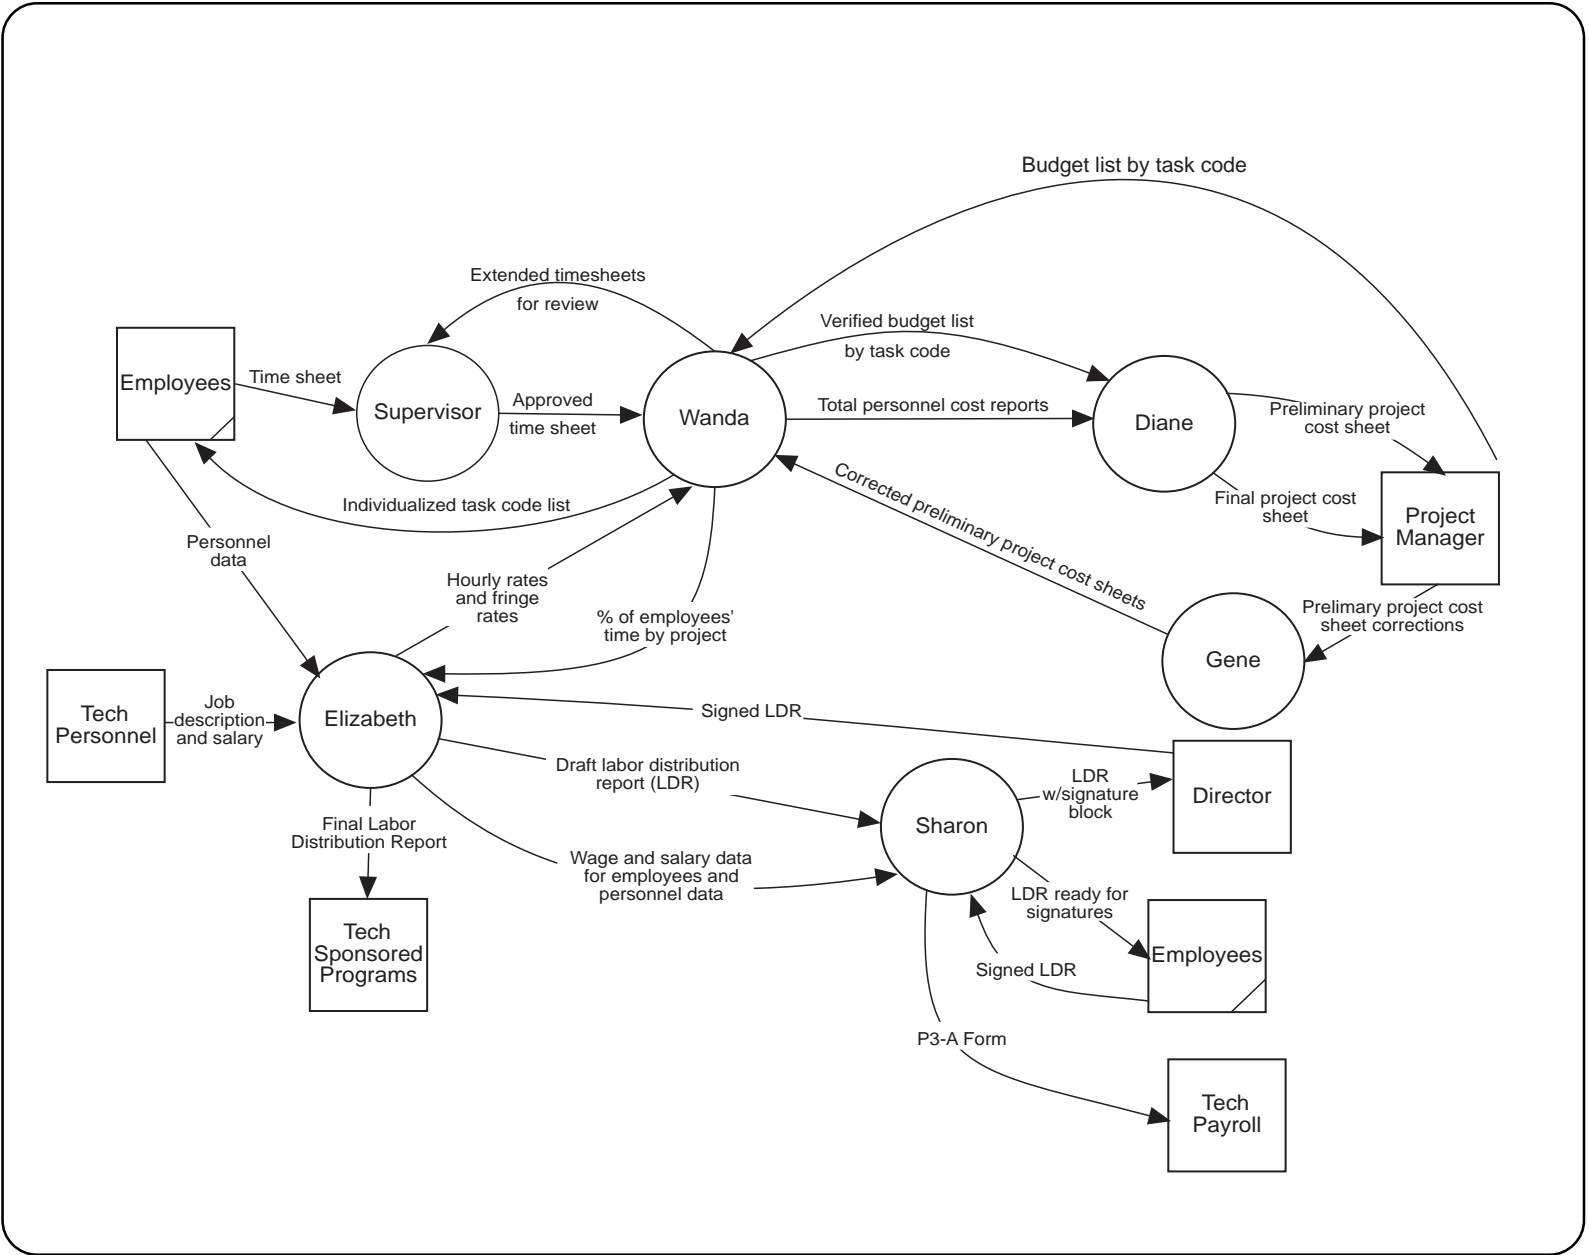 Budget list by task code
Extended timesheets
for review
Verified budget list
by task code
Employees
Time sheet
Supervisor
Approved
time sheet
Wanda
Total personnel cost reports
Diane
Preliminary project
cost sheet
Individualized task code list
Corrected preliminary project cost sheets
Final project cost
sheet
Project
Manager
Personnel
data
Hourly rates
and fringe
rates
% of employees'
time by project
Prelimary project cost
sheet corrections
Gene
Tech
Personnel
Job
description
and salary
Elizabeth
Signed LDR
Draft labor distribution
report (LDR)
LDR
w/signature
block
Director
Sharon
Final Labor
Distribution Report
Wage and salary data
for employees and
personnel data
LDR ready for
signatures
Tech
Sponsored
Programs
Employees
Signed LDR
P3-A Form
Tech
Payroll